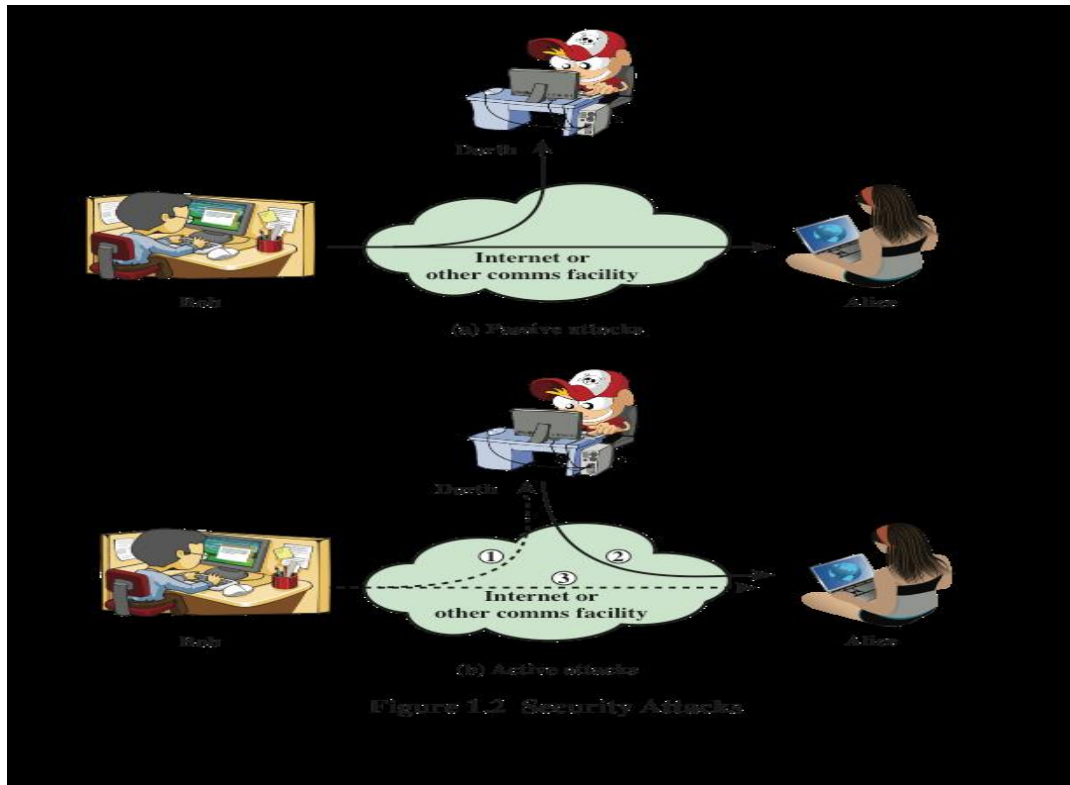 Darth
Internet or
other comms facility
Bob
Alice
(a) Passive attacks
Darth
1
2
3
Internet or
other comms facility
Bob
Alice
(b) Active attacks
Figure 1.2 Security Attacks